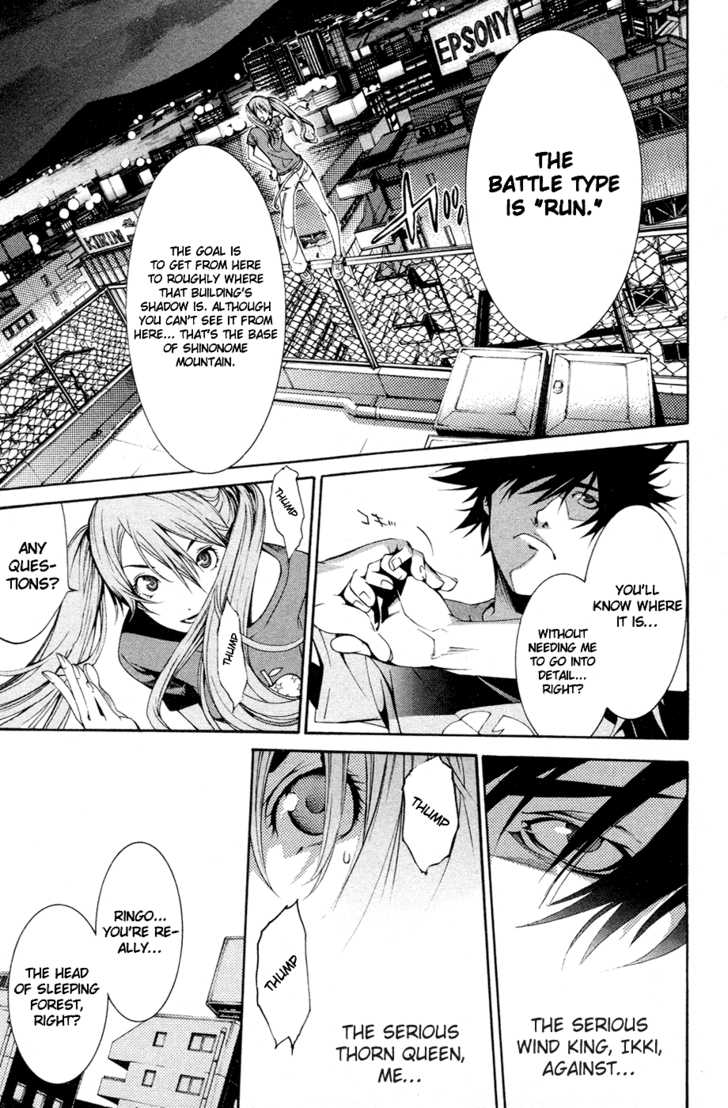 EPSONY
THE
BATTLE TYPE
IS "RUN."
KIRIN
THE GOAL IS
TO GET FROM HERE
TO ROUGHLY WHERE
THAT BUILDING'S
SHADOW IS. ALTHOUGH
YOU CAN'T SEE IT FROM
HERE... THAT'S THE BASE
OF SHINONOME
MOUNTAIN.
YOU'LL
KNOW WHERE
IT IS...
WITHOUT
NEEDING ME
TO GO INTO
DETAIL...
RIGHT?
THUMP
ANY
QUES-
TIONS?
THUMP
THE SERIOUS
WIND KING, IKKI,
AGAINST...
THUMP
THUMP
THE SERIOUS
THORN QUEEN,
ME...
RINGO...
YOU'RE RE-
ALLY...
THE HEAD
OF SLEEPING
FOREST,
RIGHT?